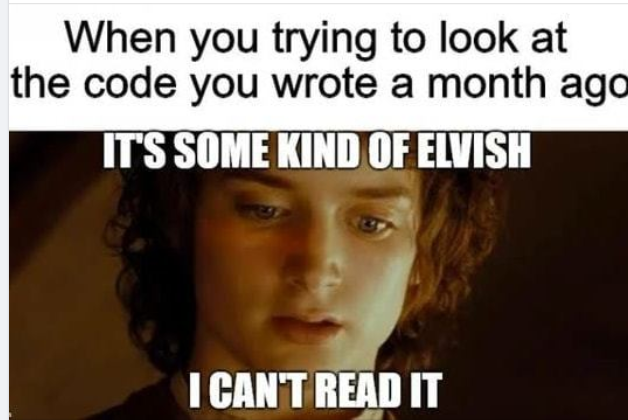 When you trying to look at
the code you wrote a month ago
IT'S SOME KIND OF ELVISH
I CAN'T READ IT